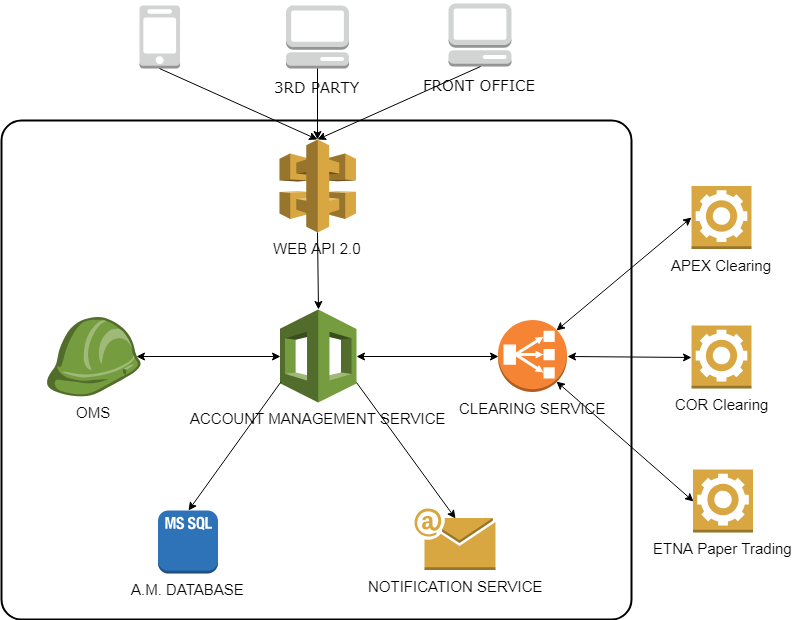 3RD PARTY
FRONT OFFICE
WEB API 2.0
APEX Clearing
OMS
ACCOUNT MANAGEMENT SERVICE
CLEARING SERVICE
COR Clearing
MS SQL
@
A.M. DATABASE
NOTIFICATION SERVICE
ETNA Paper Trading